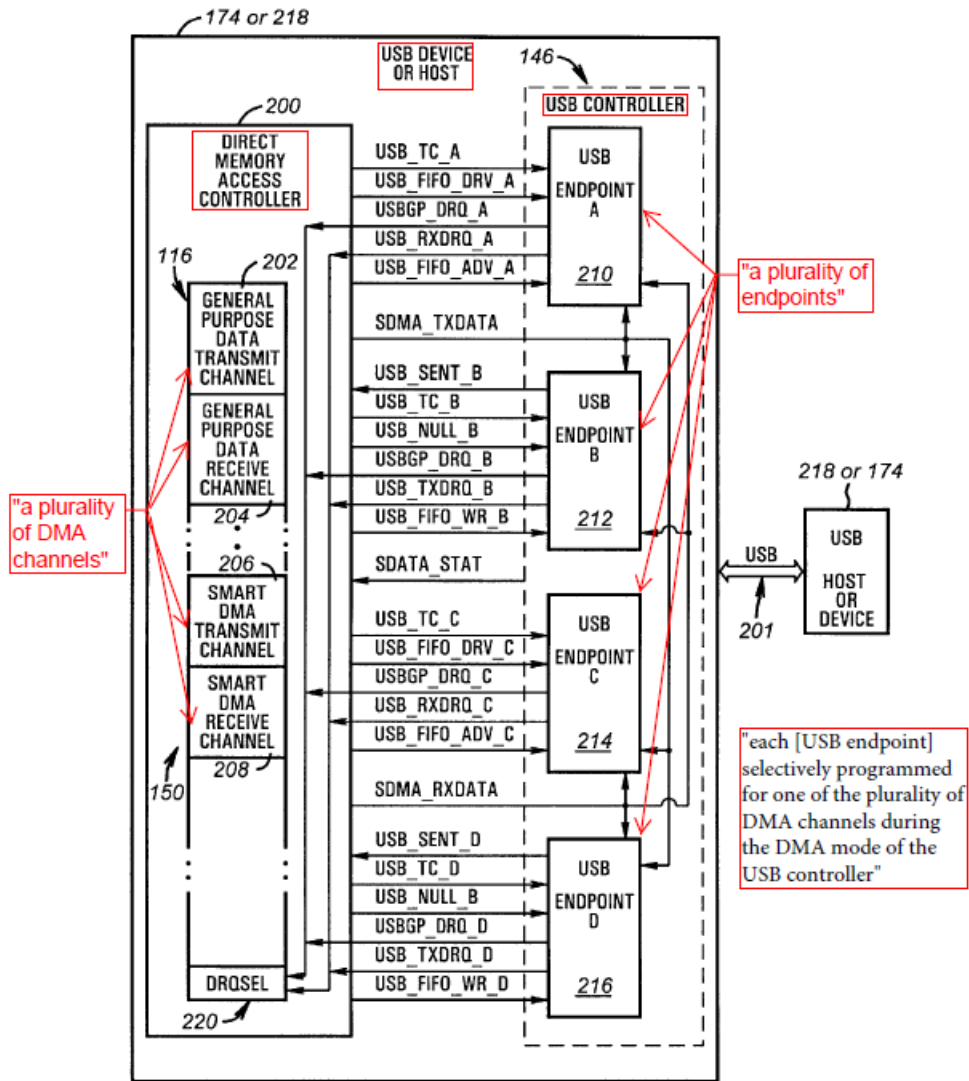 174 or 218
USB DEVICE
OR HOST
146
200
USB CONTROLLER
DIRECT
MEMORY
ACCESS
CONTROLLER
USB_TC_A
USB_FIFO_DRV_A
USBGP_DRQ_A
USB_RXDRQ_A
USB_FIFO_ADV_A
USB
ENDPOINT
A
210
116
202
GENERAL
PURPOSE
DATA
TRANSMIT
CHANNEL
GENERAL
PURPOSE
DATA
RECEIVE
CHANNEL
204
"a plurality of
endpoints"
SDMA_TXDATA
USB_SENT_B
USB_TC_B
USB_NULL_B
USBGP_DRQ_B
USB_TXDRQ_B
USB_FIFO_WR_B
USB
ENDPOINT
B
212
"a plurality
of DMA
channels"
218 or 174
USB
HOST
OR
DEVICE
USB
201
206
SMART
DMA
TRANSMIT
CHANNEL
SMART
DMA
RECEIVE
CHANNEL
208
150
SDATA_STAT
USB_TC_C
USB_FIFO_DRV_C
USBGP_DRQ_C
USB_RXDRQ_C
USB_FIFO_ADV_C
USB
ENDPOINT
C
214
"each [USB endpoint]
selectively programmed
for one of the plurality of
DMA channels during
the DMA mode of the
USB controller"
SDMA_RXDATA
USB_SENT_D
USB_TC_D
USB_NULL_B
USBGP_DRQ_D
USB_TXDRQ_D
USB_FIFO_WR_D
USB
ENDPOINT
D
216
DRQSEL
220